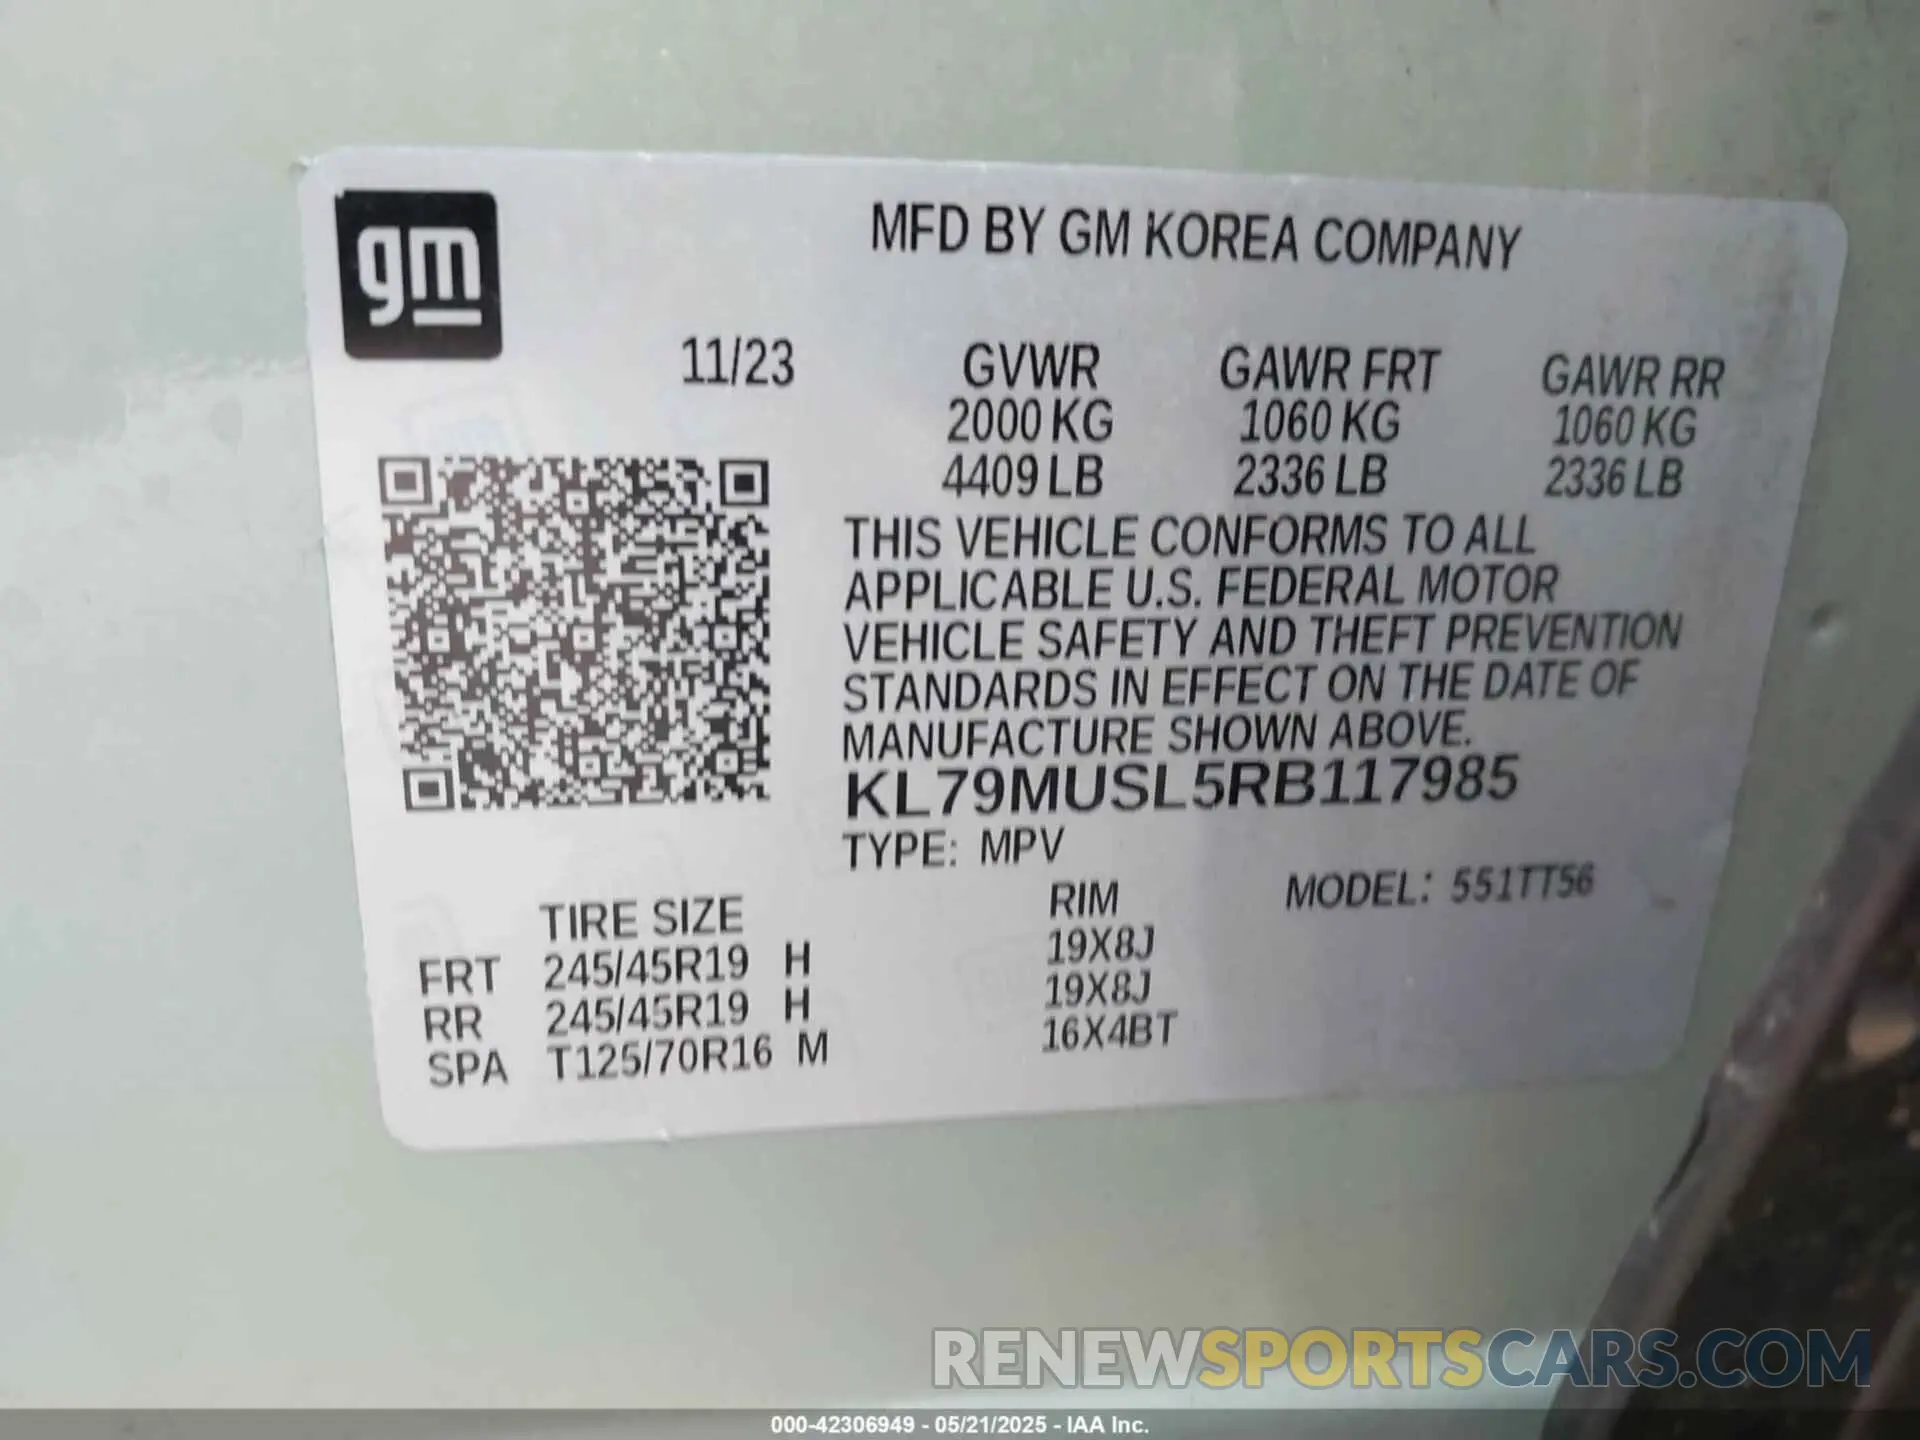 gm
MFD BY GM KOREA COMPANY
11/23 GVWR GAWR FRT GAWR RR
2000 KG 1060 KG 1060 KG
4409 LB 2336 LB 2336 LB
THIS VEHICLE CONFORMS TO ALL
APPLICABLE U.S. FEDERAL MOTOR
VEHICLE SAFETY AND THEFT PREVENTION
STANDARDS IN EFFECT ON THE DATE OF
MANUFACTURE SHOWN ABOVE.
KL79MUSL5RB117985
TYPE: MPV
MODEL: 551TT56
TIRE SIZE RIM
FRT 245/45R19 H 19X8J
RR 245/45R19 H 19X8J
SPA T125/70R16 M 16X4BT
RENEWSPORTSCARS.COM
000-42306949 - 05/21/2025 - IAA Inc.